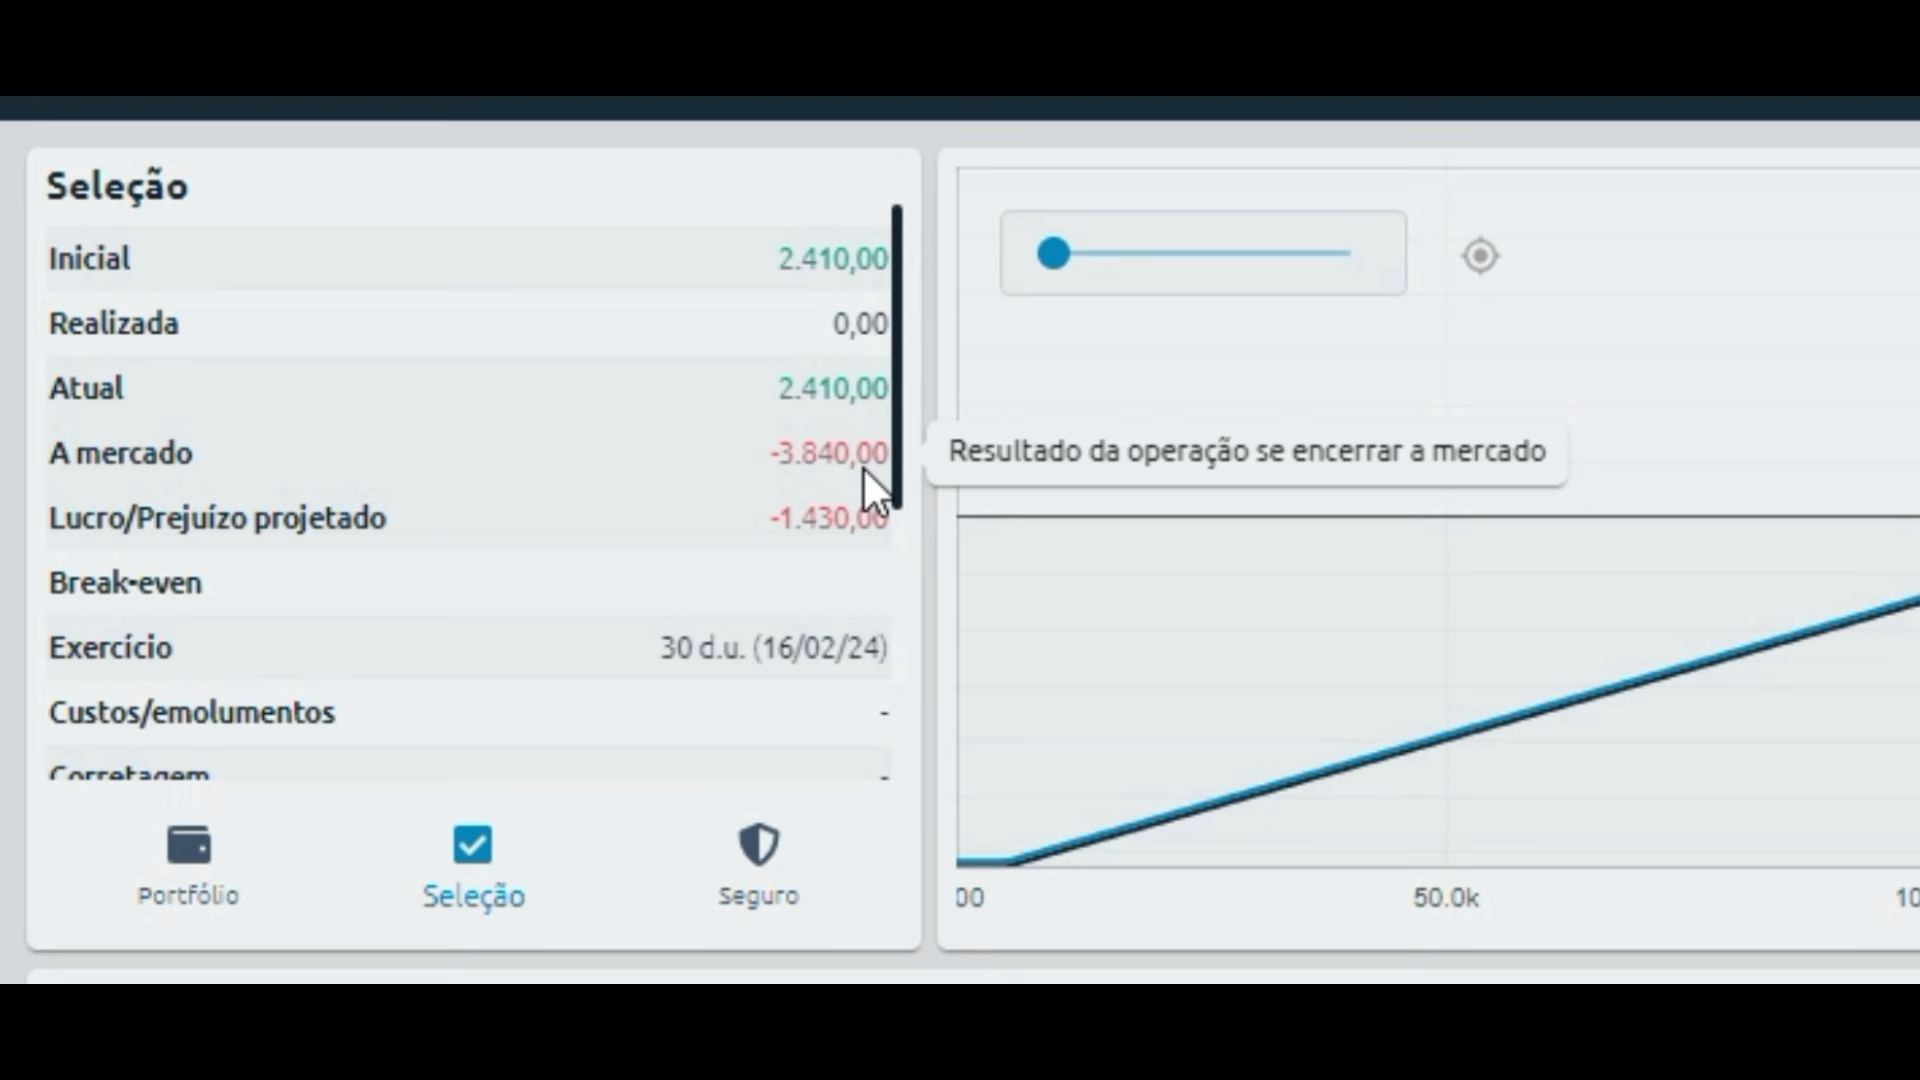 Seleção
Inicial 2.410,00
Realizada 0,00
Atual 2.410,00
A mercado -3.840,00
Resultado da operação se encerrar a mercado
Lucro/Prejuízo projetado -1.430,00
Break-even
Exercício 30 d.u. (16/02/24)
Custos/emolumentos -
Corretagem -
Portfólio Seleção Seguro
00 50.0k 10